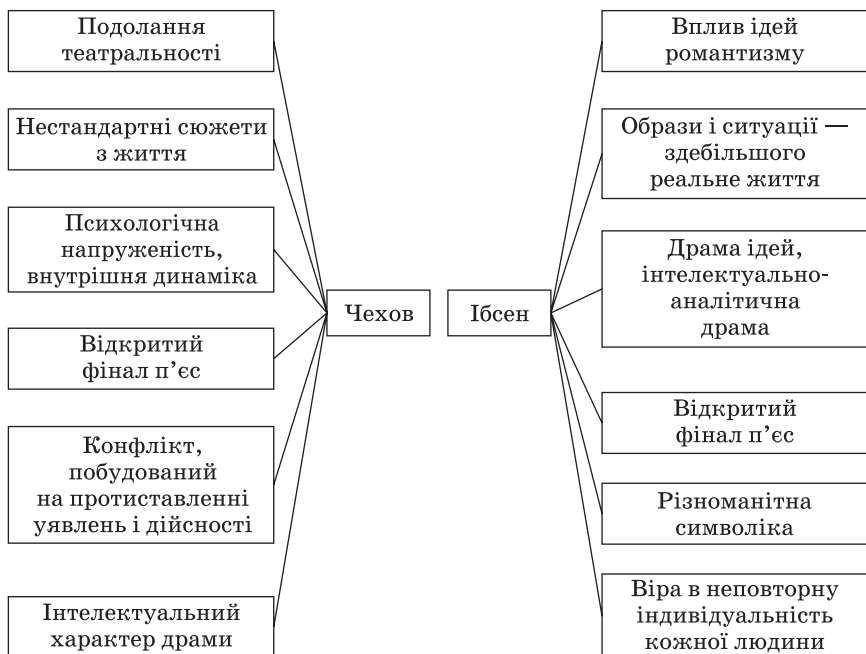 Подолання
театральності
Нестандартні сюжети
з життя
Психологічна
напруженість,
внутрішня динаміка
Відкритий
фінал п’єс
Конфлікт,
побудований
на протиставленні
уявлень і дійсності
Інтелектуальний
характер драми
Чехов
Ібсен
Вплив ідей
романтизму
Образи і ситуації —
здебільшого
реальне життя
Драма ідей,
інтелектуально-
аналітична
драма
Відкритий
фінал п’єс
Різноманітна
символіка
Віра в неповторну
індивідуальність
кожної людини